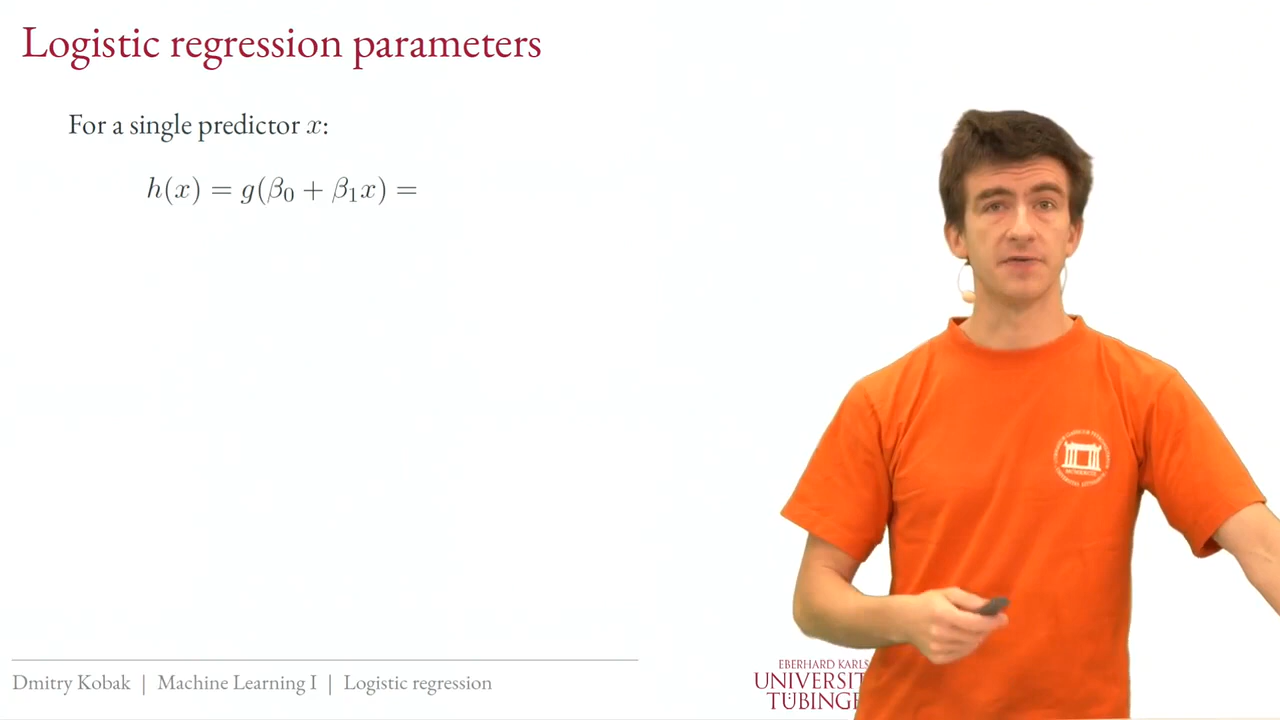 Logistic regression parameters
For a single predictor x:
h(x) = g(β₀ + β₁x) =
Dmitry Kobak | Machine Learning I | Logistic regression
EBERHARD KARLS
UNIVERSIT
TÜBINGE